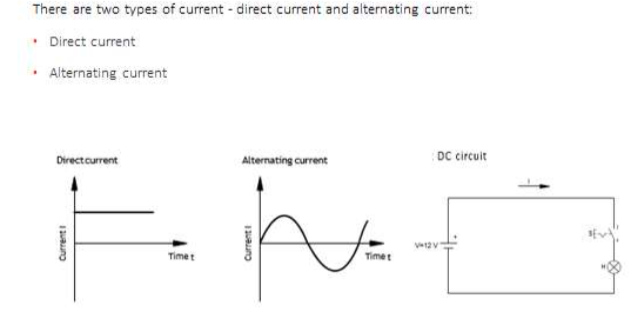 There are two types of current - direct current and alternating current:
• Direct current
• Alternating current
Direct current
Alternating current
: DC circuit
Current I
Time t
Current I
Time t
V=12 V
+
H